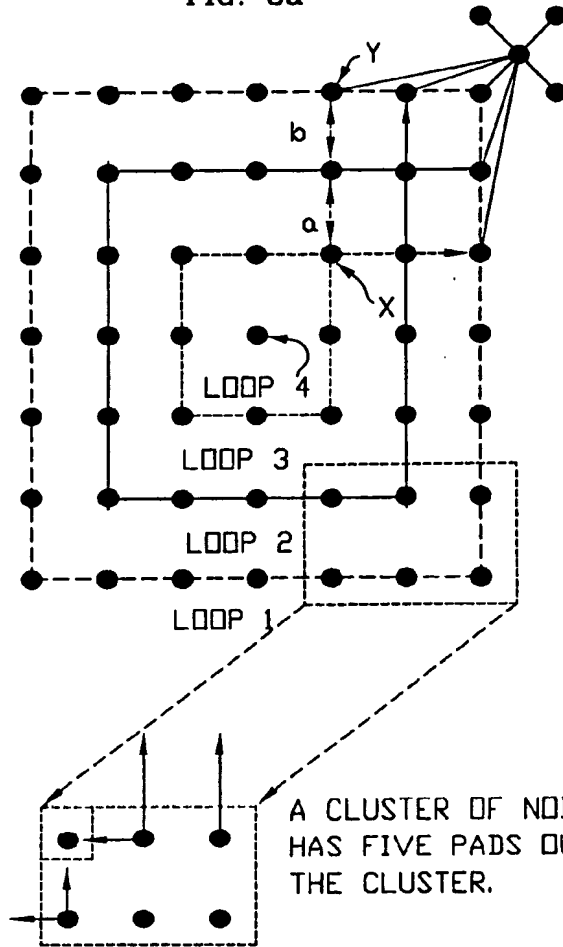 Y
b
a
X
LOOP 4
LOOP 3
LOOP 2
LOOP 1
A CLUSTER OF
HAS FIVE PADS
THE CLUSTER.